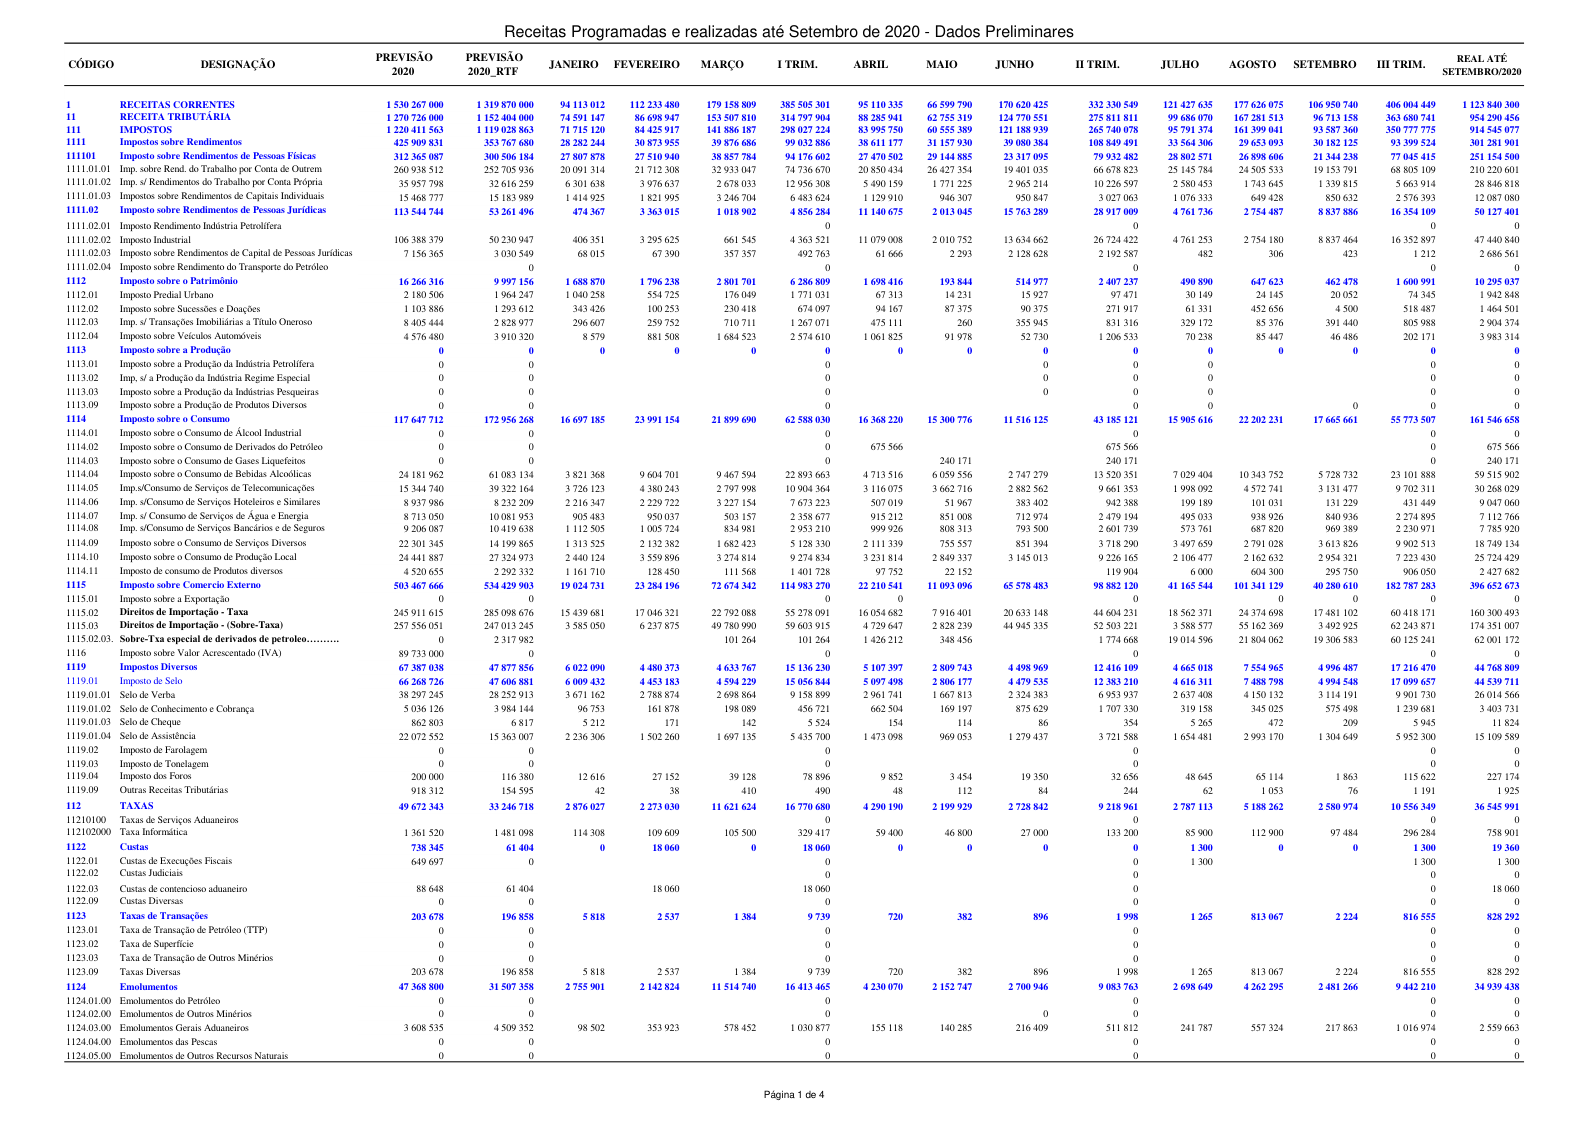 Receitas Programadas e realizadas até Setembro de 2020 - Dados Preliminares
CÓDIGO DESIGNAÇÃO PREVISÃO 2020 PREVISÃO 2020_RTF JANEIRO FEVEREIRO MARÇO I TRIM. ABRIL MAIO JUNHO II TRIM. JULHO AGOSTO SETEMBRO III TRIM. REAL ATÉ SETEMBRO/2020
1 RECEITAS CORRENTES 1 530 267 000 1 319 870 000 94 113 012 112 233 480 179 158 809 385 505 301 95 110 335 66 599 790 170 620 425 332 330 549 121 427 635 177 626 075 106 950 740 406 004 449 1 123 840 300
11 RECEITA TRIBUTÁRIA 1 270 726 000 1 152 404 000 74 591 147 86 698 947 153 507 810 314 797 904 88 285 941 62 755 319 124 770 551 275 811 811 99 686 070 167 281 513 96 713 158 363 680 741 954 290 456
111 IMPOSTOS 1 220 411 563 1 119 028 863 71 715 120 84 425 917 141 886 187 298 027 224 83 995 750 60 555 389 121 188 939 265 740 078 95 791 374 161 399 041 93 587 360 350 777 775 914 545 077
1111 Impostos sobre Rendimentos 425 909 831 353 767 680 28 282 244 30 873 955 39 876 686 99 032 886 38 611 177 31 157 930 39 080 384 108 849 491 33 564 306 29 653 093 30 182 125 93 399 524 301 281 901
111101 Imposto sobre Rendimentos de Pessoas Físicas 312 365 087 300 506 184 27 807 878 27 510 940 38 857 784 94 176 602 27 470 502 29 144 885 23 317 095 79 932 482 28 802 571 26 898 606 21 344 238 77 045 415 251 154 500
1111.01.01 Imp. sobre Rend. do Trabalho por Conta de Outrem 260 938 512 252 705 936 20 091 314 21 712 308 32 933 047 74 736 670 20 850 434 26 427 354 19 401 035 66 678 823 25 145 784 24 505 533 19 153 791 68 805 109 210 220 601
1111.01.02 Imp. s/ Rendimentos do Trabalho por Conta Própria 35 957 798 32 616 259 6 301 638 3 976 637 2 678 033 12 956 308 5 490 159 1 771 225 2 965 214 10 226 597 2 580 453 1 743 645 1 339 815 5 663 914 28 846 818
1111.01.03 Impostos sobre Rendimentos de Capitais Individuais 15 468 777 15 183 989 1 414 925 1 821 995 3 246 704 6 483 624 1 129 910 946 307 950 847 3 027 063 1 076 333 649 428 850 632 2 576 393 12 087 080
1111.02 Imposto sobre Rendimentos de Pessoas Jurídicas 113 544 744 53 261 496 474 367 3 363 015 1 018 902 4 856 284 11 140 675 2 013 045 15 763 289 28 917 009 4 761 736 2 754 487 8 837 886 16 354 109 50 127 401
1111.02.01 Imposto Rendimento Indústria Petrolífera 0 0 0 0
1111.02.02 Imposto Industrial 106 388 379 50 230 947 406 351 3 295 625 661 545 4 363 521 11 079 008 2 010 752 13 634 662 26 724 422 4 761 253 2 754 180 8 837 464 16 352 897 47 440 840
1111.02.03 Imposto sobre Rendimentos de Capital de Pessoas Jurídicas 7 156 365 3 030 549 68 015 67 390 357 357 492 763 61 666 2 293 2 128 628 2 192 587 482 306 423 1 212 2 686 561
1111.02.04 Imposto sobre Rendimento do Transporte do Petróleo 0 0 0 0 0
1112 Imposto sobre o Patrimônio 16 266 316 9 997 156 1 688 870 1 796 238 2 801 701 6 286 809 1 698 416 193 844 514 977 2 407 237 490 890 647 623 462 478 1 600 991 10 295 037
1112.01 Imposto Predial Urbano 2 180 506 1 964 247 1 040 258 554 725 176 049 1 771 031 67 313 14 231 15 927 97 471 30 149 24 145 20 052 74 345 1 942 848
1112.02 Imposto sobre Sucessões e Doações 1 103 886 1 293 612 343 426 100 253 230 418 674 097 94 167 87 375 90 375 271 917 61 331 452 656 4 500 518 487 1 464 501
1112.03 Imp. s/ Transações Imobiliárias a Título Oneroso 8 405 444 2 828 977 296 607 259 752 710 711 1 267 071 475 111 260 355 945 831 316 329 172 85 376 391 440 805 988 2 904 374
1112.04 Imposto sobre Veículos Automóveis 4 576 480 3 910 320 8 579 881 508 1 684 523 2 574 610 1 061 825 91 978 52 730 1 206 533 70 238 85 447 46 486 202 171 3 983 314
1113 Imposto sobre a Produção 0 0 0 0 0 0 0 0 0 0 0 0 0 0 0
1113.01 Imposto sobre a Produção da Indústria Petrolífera 0 0 0 0 0 0 0 0
1113.02 Imp, s/ a Produção da Indústria Regime Especial 0 0 0 0 0 0 0 0
1113.03 Imposto sobre a Produção da Indústrias Pesqueiras 0 0 0 0 0 0 0 0
1113.09 Imposto sobre a Produção de Produtos Diversos 0 0 0 0 0 0 0 0
1114 Imposto sobre o Consumo 117 647 712 172 956 268 16 697 185 23 991 154 21 899 690 62 588 030 16 368 220 15 300 776 11 516 125 43 185 121 15 905 616 22 202 231 17 665 661 55 773 507 161 546 658
1114.01 Imposto sobre o Consumo de Álcool Industrial 0 0 0 0 0 0
1114.02 Imposto sobre o Consumo de Derivados do Petróleo 0 0 0 675 566 675 566 0 675 566
1114.03 Imposto sobre o Consumo de Gases Liquefeitos 0 0 0 240 171 240 171 0 240 171
1114.04 Imposto sobre o Consumo de Bebidas Alcoólicas 24 181 962 61 083 134 3 821 368 9 604 701 9 467 594 22 893 663 4 713 516 6 059 556 2 747 279 13 520 351 7 029 404 10 343 752 5 728 732 23 101 888 59 515 902
1114.05 Imp.s/Consumo de Serviços de Telecomunicações 15 344 740 39 322 164 3 726 123 4 380 243 2 797 998 10 904 364 3 116 075 3 662 716 2 882 562 9 661 353 1 998 092 4 572 741 3 131 477 9 702 311 30 268 029
1114.06 Imp. s/Consumo de Serviços Hoteleiros e Similares 8 937 986 8 232 209 2 216 347 2 229 722 3 227 154 7 673 223 507 019 51 967 383 402 942 388 199 189 101 031 131 229 431 449 9 047 060
1114.07 Imp. s/ Consumo de Serviços de Água e Energia 8 713 050 10 081 953 905 483 950 037 503 157 2 358 677 915 212 851 008 712 974 2 479 194 495 033 938 926 840 936 2 274 895 7 112 766
1114.08 Imp. s/Consumo de Serviços Bancários e de Seguros 9 206 087 10 419 638 1 112 505 1 005 724 834 981 2 953 210 999 926 808 313 793 500 2 601 739 573 761 687 820 969 389 2 230 971 7 785 920
1114.09 Imposto sobre o Consumo de Serviços Diversos 22 301 345 14 199 865 1 313 525 2 132 382 1 682 423 5 128 330 2 111 339 755 557 851 394 3 718 290 3 497 659 2 791 028 3 613 826 9 902 513 18 749 134
1114.10 Imposto sobre o Consumo de Produção Local 24 441 887 27 324 973 2 440 124 3 559 896 3 274 814 9 274 834 3 231 814 2 849 337 3 145 013 9 226 165 2 106 477 2 162 632 2 954 321 7 223 430 25 724 429
1114.11 Imposto de consumo de Produtos diversos 4 520 655 2 292 332 1 161 710 128 450 111 568 1 401 728 97 752 22 152 119 904 6 000 604 300 295 750 906 050 2 427 682
1115 Imposto sobre Comercio Externo 503 467 666 534 429 903 19 024 731 23 284 196 72 674 342 114 983 270 22 210 541 11 093 096 65 578 483 98 882 120 41 165 544 101 341 129 40 280 610 182 787 283 396 652 673
1115.01 Imposto sobre a Exportação 0 0 0 0 0 0 0 0
1115.02 Direitos de Importação - Taxa 245 911 615 285 098 676 15 439 681 17 046 321 22 792 088 55 278 091 16 054 682 7 916 401 20 633 148 44 604 231 18 562 371 24 374 698 17 481 102 60 418 171 160 300 493
1115.03 Direitos de Importação - (Sobre-Taxa) 257 556 051 247 013 245 3 585 050 6 237 875 49 780 990 59 603 915 4 729 647 2 828 239 44 945 335 52 503 221 3 588 577 55 162 369 3 492 925 62 243 871 174 351 007
1115.02.03. Sobre-Txa especial de derivados de petroleo.......... 0 2 317 982 101 264 101 264 1 426 212 348 456 1 774 668 19 014 596 21 804 062 19 306 583 60 125 241 62 001 172
1116 Imposto sobre Valor Acrescentado (IVA) 89 733 000 0 0 0 0 0
1119 Impostos Diversos 67 387 038 47 877 856 6 022 090 4 480 373 4 633 767 15 136 230 5 107 397 2 809 743 4 498 969 12 416 109 4 665 018 7 554 965 4 996 487 17 216 470 44 768 809
1119.01 Imposto de Selo 66 268 726 47 606 881 6 009 432 4 453 183 4 594 229 15 056 844 5 097 498 2 806 177 4 479 535 12 383 210 4 616 311 7 488 798 4 994 548 17 099 657 44 539 711
1119.01.01 Selo de Verba 38 297 245 28 252 913 3 671 162 2 788 874 2 698 864 9 158 899 2 961 741 1 667 813 2 324 383 6 953 937 2 637 408 4 150 132 3 114 191 9 901 730 26 014 566
1119.01.02 Selo de Conhecimento e Cobrança 5 036 126 3 984 144 96 753 161 878 198 089 456 721 662 504 169 197 875 629 1 707 330 319 158 345 025 575 498 1 239 681 3 403 731
1119.01.03 Selo de Cheque 862 803 6 817 5 212 171 142 5 524 154 114 86 354 5 265 472 209 5 945 11 824
1119.01.04 Selo de Assistência 22 072 552 15 363 007 2 236 306 1 502 260 1 697 135 5 435 700 1 473 098 969 053 1 279 437 3 721 588 1 654 481 2 993 170 1 304 649 5 952 300 15 109 589
1119.02 Imposto de Farolagem 0 0 0 0 0 0
1119.03 Imposto de Tonelagem 0 0 0 0 0 0
1119.04 Imposto dos Foros 200 000 116 380 12 616 27 152 39 128 78 896 9 852 3 454 19 350 32 656 48 645 65 114 1 863 115 622 227 174
1119.09 Outras Receitas Tributárias 918 312 154 595 42 38 410 490 48 112 84 244 62 1 053 76 1 191 1 925
112 TAXAS 49 672 343 33 246 718 2 876 027 2 273 030 11 621 624 16 770 680 4 290 190 2 199 929 2 728 842 9 218 961 2 787 113 5 188 262 2 580 974 10 556 349 36 545 991
11210100 Taxas de Serviços Aduaneiros 0 0 0 0
112102000 Taxa Informática 1 361 520 1 481 098 114 308 109 609 105 500 329 417 59 400 46 800 27 000 133 200 85 900 112 900 97 484 296 284 758 901
1122 Custas 738 345 61 404 0 18 060 0 18 060 0 0 0 0 1 300 0 0 1 300 19 360
1122.01 Custas de Execuções Fiscais 649 697 0 0 0 1 300 1 300 1 300
1122.02 Custas Judiciais 0 0 0 0
1122.03 Custas de contencioso aduaneiro 88 648 61 404 18 060 18 060 0 0 18 060
1122.09 Custas Diversas 0 0 0 0 0 0
1123 Taxas de Transações 203 678 196 858 5 818 2 537 1 384 9 739 720 382 896 1 998 1 265 813 067 2 224 816 555 828 292
1123.01 Taxa de Transação de Petróleo (TTP) 0 0 0 0 0 0
1123.02 Taxa de Superfície 0 0 0 0 0 0
1123.03 Taxa de Transação de Outros Minérios 0 0 0 0 0 0
1123.09 Taxas Diversas 203 678 196 858 5 818 2 537 1 384 9 739 720 382 896 1 998 1 265 813 067 2 224 816 555 828 292
1124 Emolumentos 47 368 800 31 507 358 2 755 901 2 142 824 11 514 740 16 413 465 4 230 070 2 152 747 2 700 946 9 083 763 2 698 649 4 262 295 2 481 266 9 442 210 34 939 438
1124.01.00 Emolumentos do Petróleo 0 0 0 0 0 0
1124.02.00 Emolumentos de Outros Minérios 0 0 0 0 0 0 0
1124.03.00 Emolumentos Gerais Aduaneiros 3 608 535 4 509 352 98 502 353 923 578 452 1 030 877 155 118 140 285 216 409 511 812 241 787 557 324 217 863 1 016 974 2 559 663
1124.04.00 Emolumentos das Pescas 0 0 0 0 0 0
1124.05.00 Emolumentos de Outros Recursos Naturais 0 0 0 0 0 0
Página 1 de 4